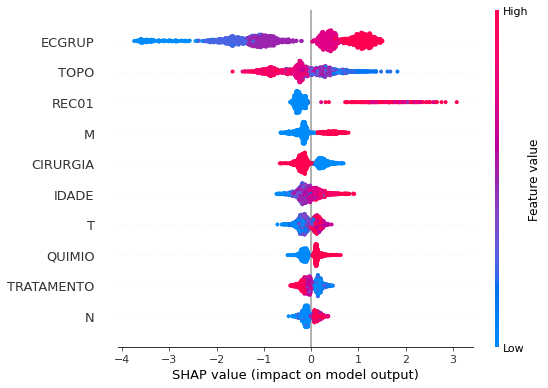 High
ECGRUP
TOPO
REC01
M
CIRURGIA
IDADE
T
QUIMIO
TRATAMENTO
N
Feature value
Low
−4 −3 −2 −1 0 1 2 3
SHAP value (impact on model output)